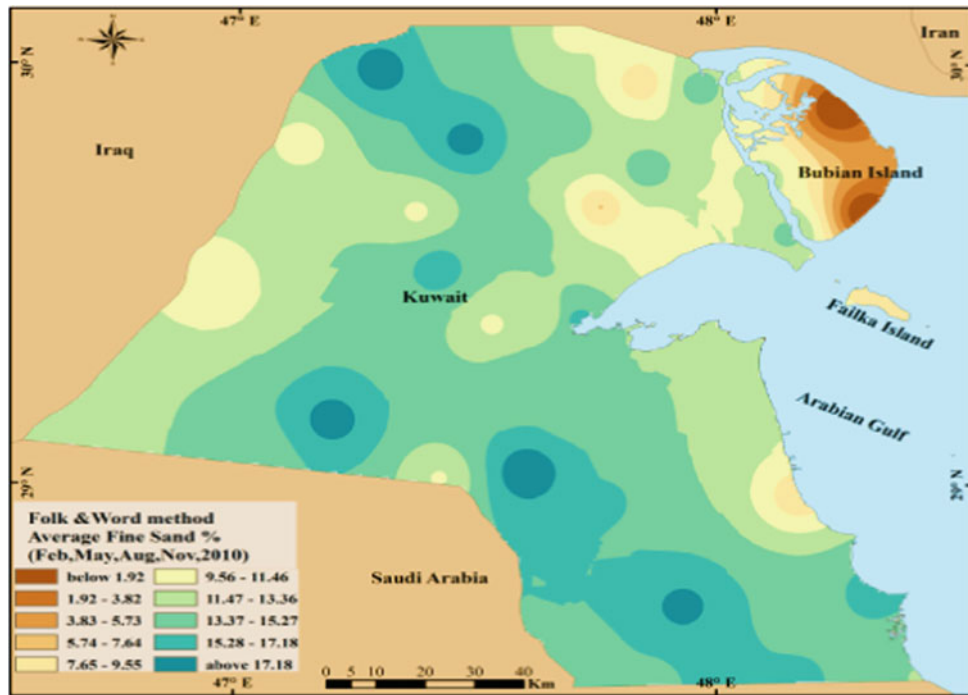 47° E
48° E
Iran
30° N
30° N
Iraq
Bubian Island
Kuwait
Failka Island
Arabian Gulf
29° N
29° N
Folk &Word method
Average Fine Sand %
(Feb,May,Aug,Nov,2010)
below 1.92
9.56 - 11.46
1.92 - 3.82
11.47 - 13.36
3.83 - 5.73
13.37 - 15.27
5.74 - 7.64
15.28 - 17.18
7.65 - 9.55
above 17.18
Saudi Arabia
0 5 10 20 30 40
Km
47° E
48° E